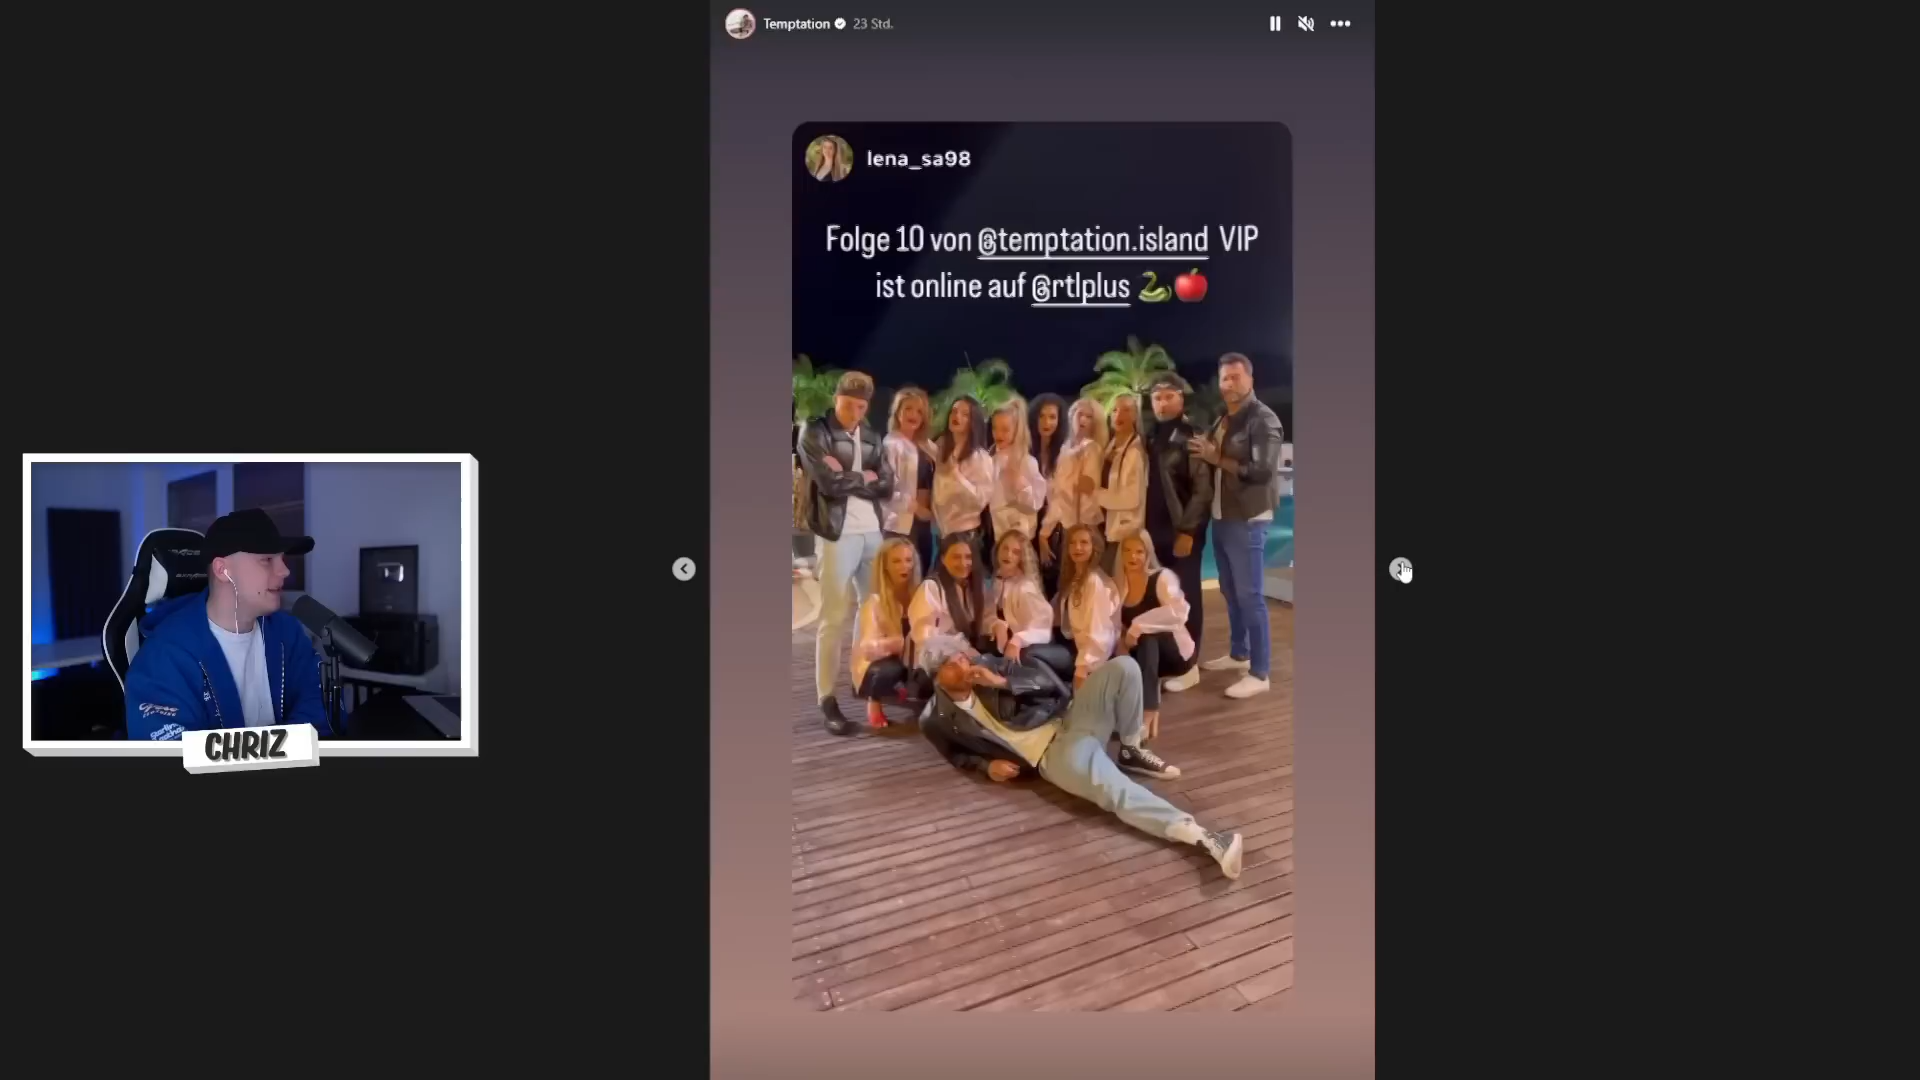 Temptation 23 Std.
lena_sa98
Folge 10 von @temptation.island VIP
ist online auf @rtlplus
CHRIZ